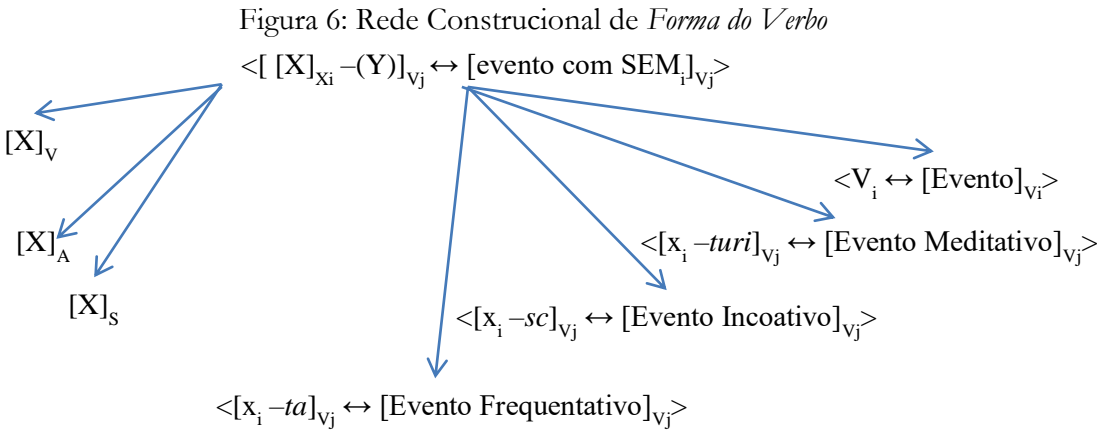 Figura 6: Rede Construcional de Forma do Verbo
<[ [X]Xi –(Y)]Vj ↔ [evento com SEMi]Vj>
[X]V
<Vi ↔ [Evento]Vi>
[X]A
<[xi –turi]Vj ↔ [Evento Meditativo]Vj>
[X]S
<[xi –sc]Vj ↔ [Evento Incoativo]Vj>
<[xi –ta]Vj ↔ [Evento Frequentativo]Vj>